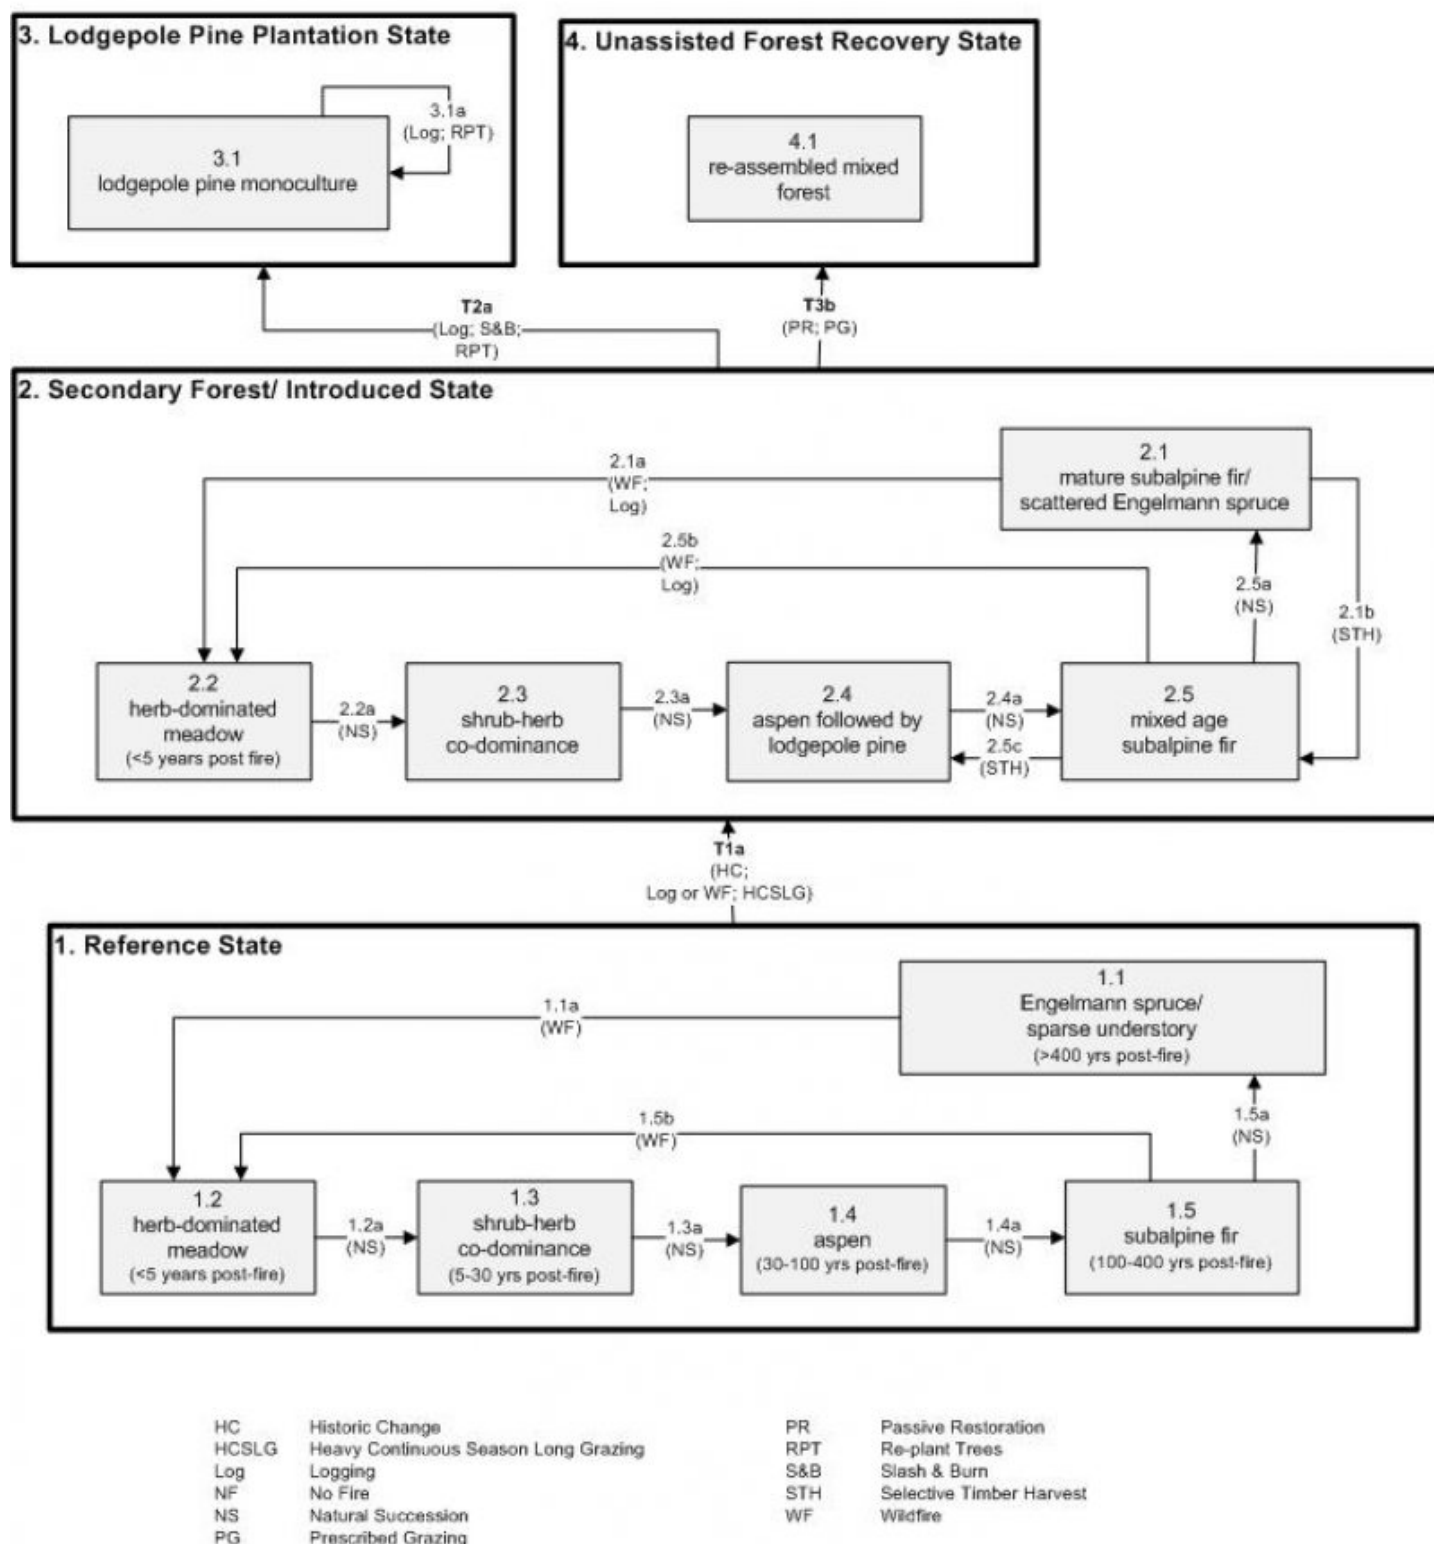 3. Lodgepole Pine Plantation State
3.1a
(Log; RPT)
3.1
lodgepole pine monoculture
4. Unassisted Forest Recovery State
4.1
re-assembled mixed
forest
T2a
(Log; S&B;
RPT)
T3b
(PR; PG)
2. Secondary Forest/ Introduced State
2.1
mature subalpine fir/
scattered Engelmann spruce
2.1a
(WF;
Log)
2.5b
(WF;
Log)
2.5a
(NS)
2.1b
(STH)
2.2
herb-dominated
meadow
(<5 years post fire)
2.2a
(NS)
2.3
shrub-herb
co-dominance
2.3a
(NS)
2.4
aspen followed by
lodgepole pine
2.4a
(NS)
2.5c
(STH)
2.5
mixed age
subalpine fir
T1a
(HC;
Log or WF; HCSLG)
1. Reference State
1.1
Engelmann spruce/
sparse understory
(>400 yrs post-fire)
1.1a
(WF)
1.5b
(WF)
1.5a
(NS)
1.2
herb-dominated
meadow
(<5 years post-fire)
1.2a
(NS)
1.3
shrub-herb
co-dominance
(5-30 yrs post-fire)
1.3a
(NS)
1.4
aspen
(30-100 yrs post-fire)
1.4a
(NS)
1.5
subalpine fir
(100-400 yrs post-fire)
HC Historic Change
HCSLG Heavy Continuous Season Long Grazing
Log Logging
NF No Fire
NS Natural Succession
PG Prescribed Grazing
PR Passive Restoration
RPT Re-plant Trees
S&B Slash & Burn
STH Selective Timber Harvest
WF Wildfire